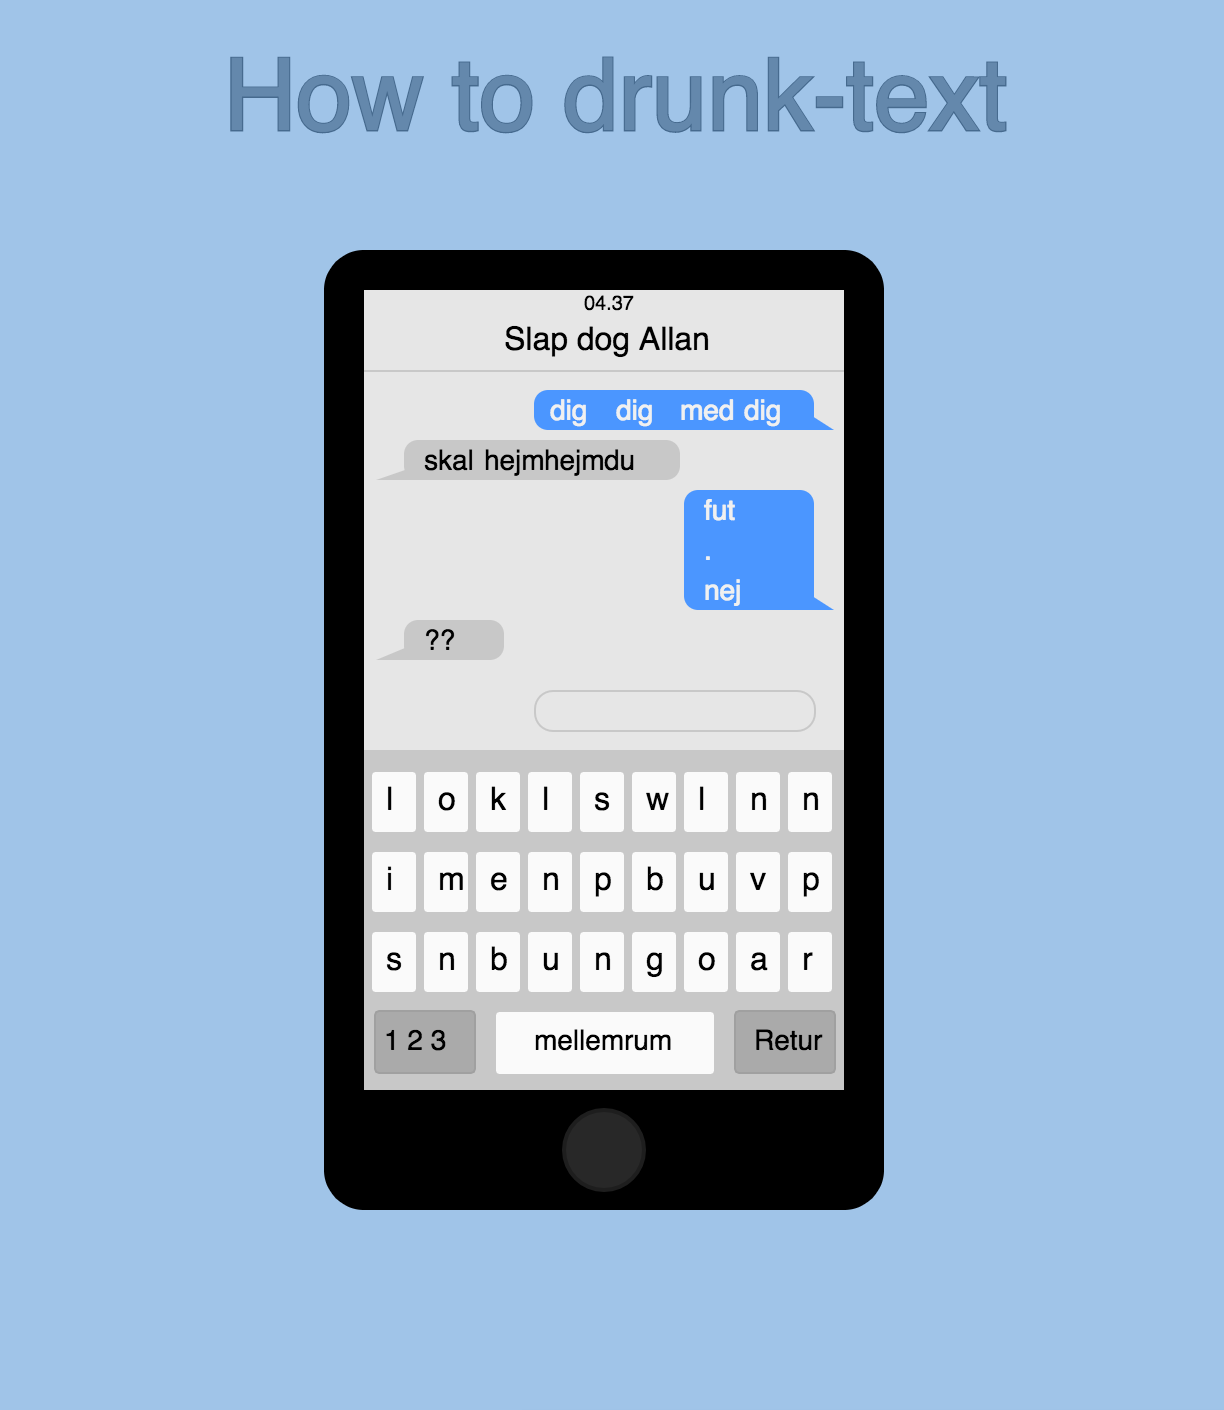 How to drunk-text
04.37
Slap dog Allan
dig dig med dig
skal hejmhejmdu
fut
.
nej
??
l o k l s w l n n
i m e n p b u v p
s n b u n g o a r
1 2 3 mellemrum Retur